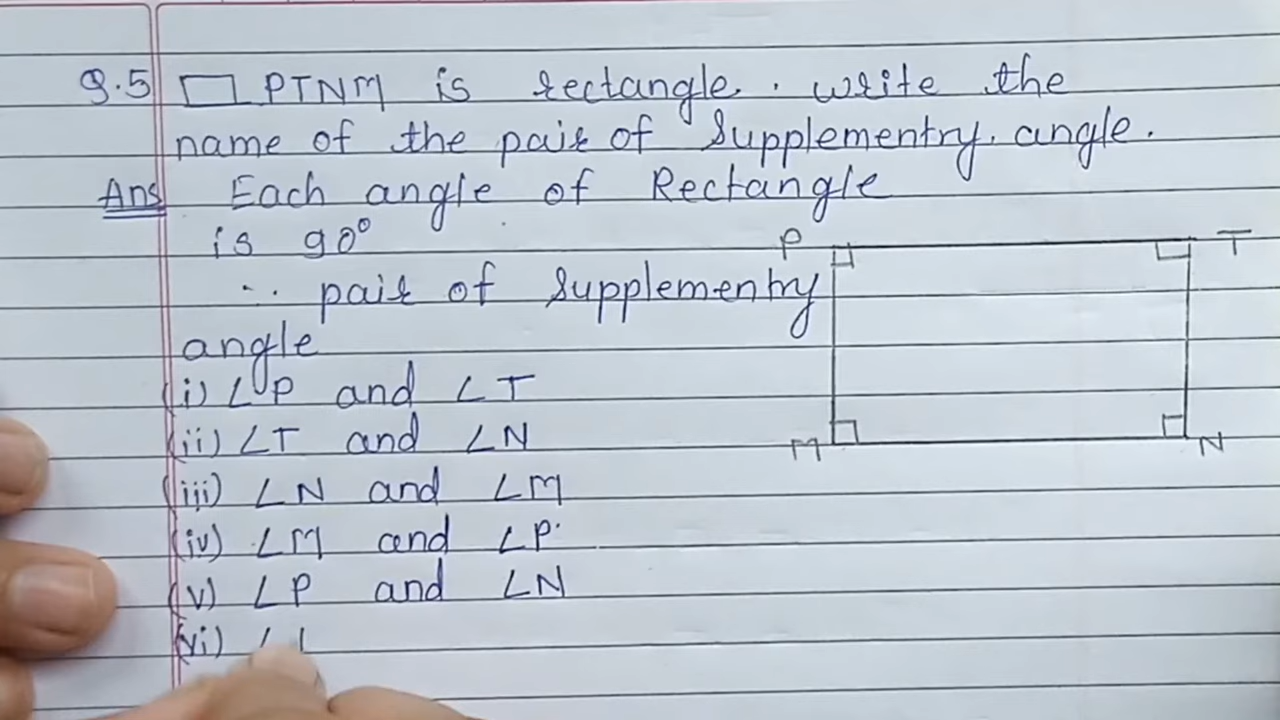 Q.5 ▭ PTNM is rectangle. write the
name of the pair of Supplementry. angle.
Ans Each angle of Rectangle
is 90°
∴ pair of Supplementry
angle
(i) ∠P and ∠T
(ii) ∠T and ∠N
(iii) ∠N and ∠M
(iv) ∠M and ∠P.
(v) ∠P and ∠N
(vi) ∠
P
T
M
N